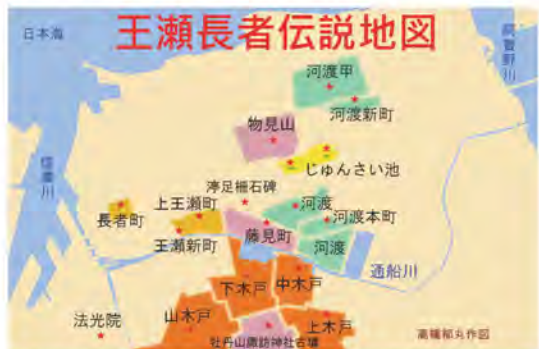 王瀬長者伝説地図
日本海
阿賀野川
河渡甲
河渡新町
物見山
じゅんさい池
信濃川
渟足柵石碑
上王瀬町
河渡
長者町
河渡本町
王瀬新町
藤見町
河渡
通船川
下木戸
中木戸
山木戸
上木戸
法光院
牡丹山諏訪神社古墳
高橋郁丸作図